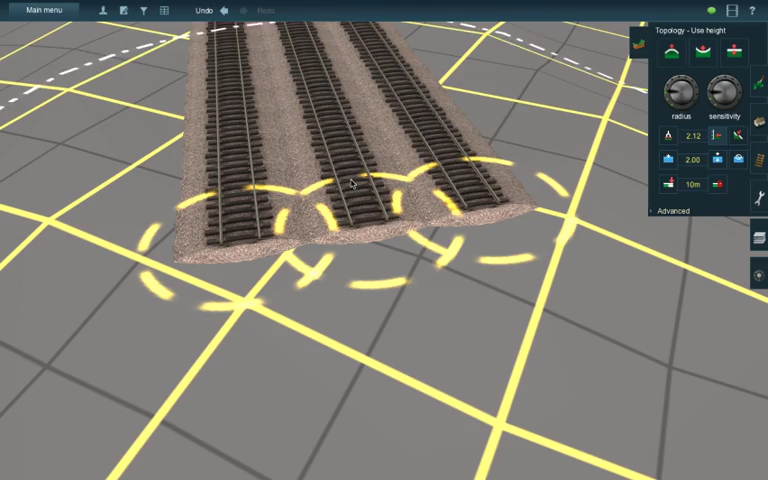 Main menu
Undo
Redo
?
Topology - Use height
radius sensitivity
2.12
2.00
10m
Advanced